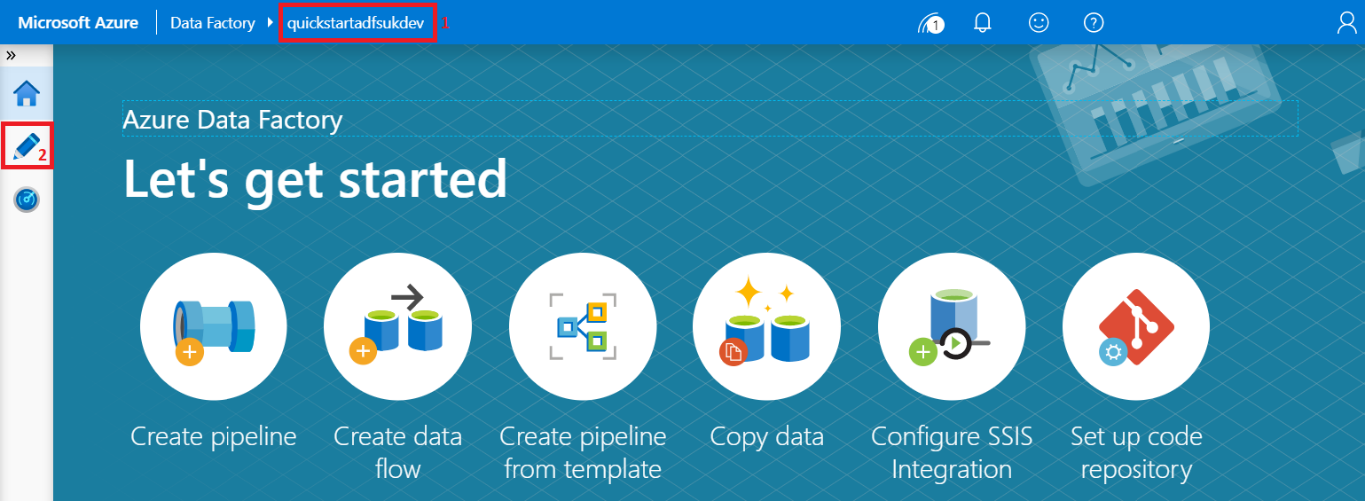 Microsoft Azure Data Factory quickstartadfsukdev 1 1
»
2
Azure Data Factory
Let's get started
Create pipeline
Create data
flow
Create pipeline
from template
Copy data
Configure SSIS
Integration
Set up code
repository